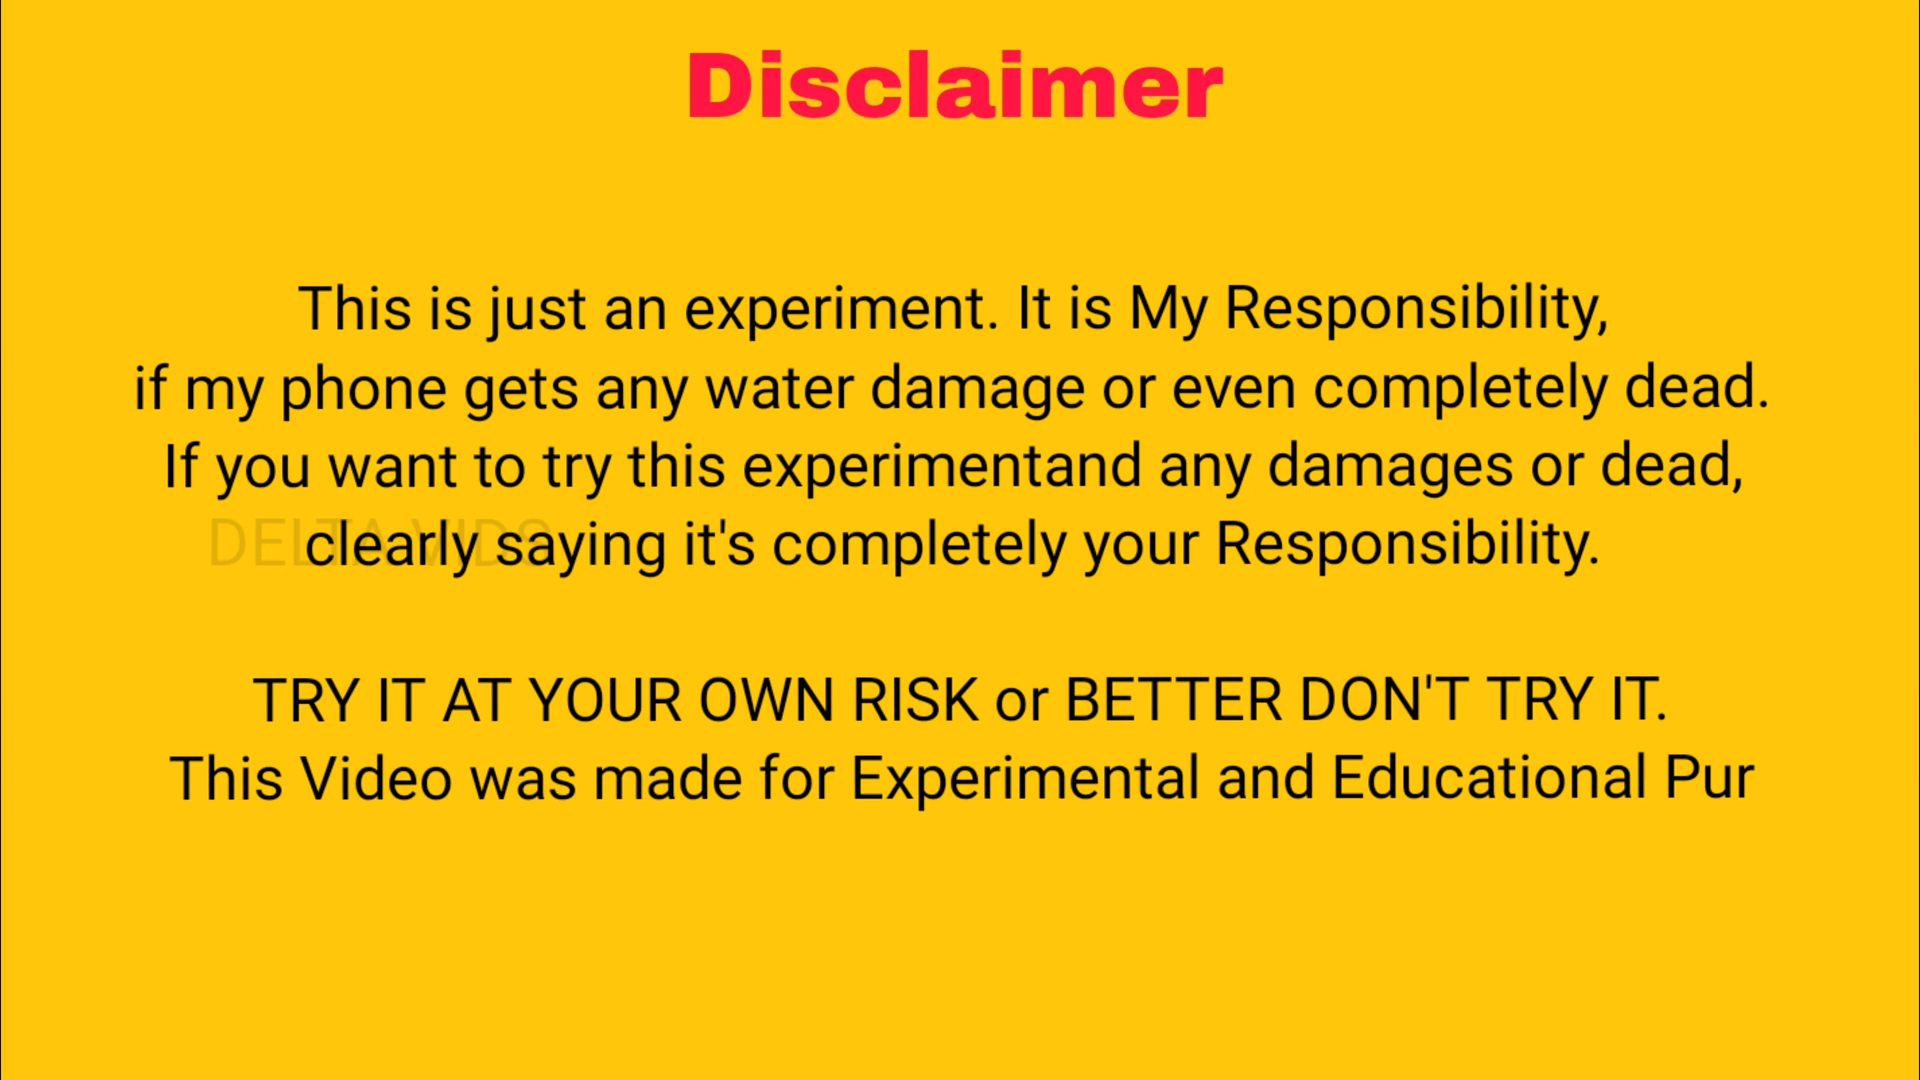 Disclaimer
This is just an experiment. It is My Responsibility,
if my phone gets any water damage or even completely dead.
If you want to try this experimentand any damages or dead,
clearly saying it's completely your Responsibility.
DELTA VIDS
TRY IT AT YOUR OWN RISK or BETTER DON'T TRY IT.
This Video was made for Experimental and Educational Pur